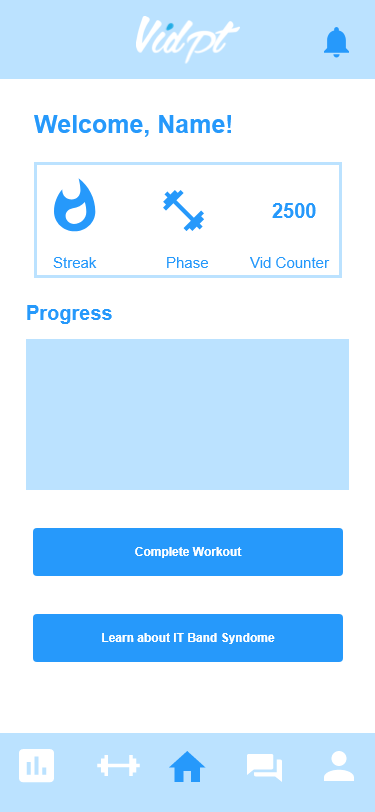 Vidpt
Welcome, Name!
2500
Streak
Phase
Vid Counter
Progress
Complete Workout
Learn about IT Band Syndome